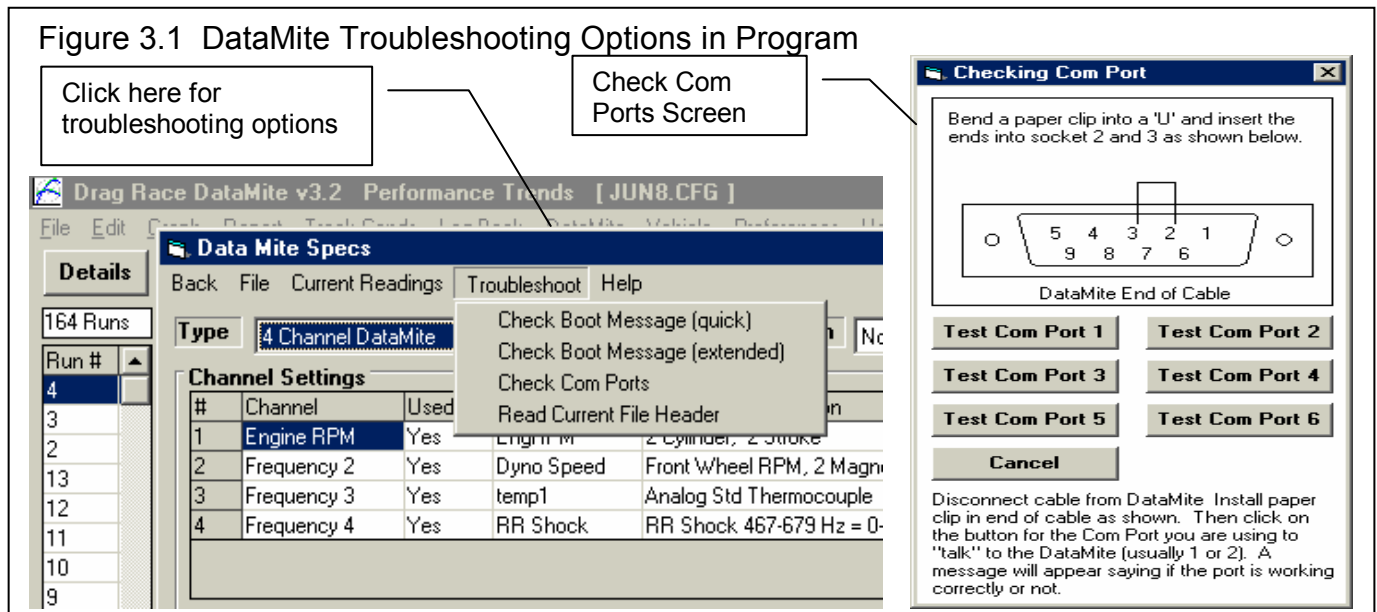 Figure 3.1 DataMite Troubleshooting Options in Program
Click here for
troubleshooting options
Check Com
Ports Screen
Drag Race DataMite v3.2 Performance Trends [ JUN8.CFG ]
File Edit
Details
164 Runs
Run #
4
3
2
13
12
11
10
9
Data Mite Specs
Back File Current Readings Troubleshoot Help
Check Boot Message (quick)
Check Boot Message (extended)
Check Com Ports
Read Current File Header
Type 4 Channel DataMite
Channel Settings
# Channel Used
1 Engine RPM Yes 2 Cylinder, 2 Stroke
2 Frequency 2 Yes Dyno Speed Front Wheel RPM, 2 Magn
3 Frequency 3 Yes temp1 Analog Std Thermocouple
4 Frequency 4 Yes RR Shock RR Shock 467-679 Hz = 0-
Checking Com Port
Bend a paper clip into a 'U' and insert the
ends into socket 2 and 3 as shown below.
5 4 3 2 1
9 8 7 6
DataMite End of Cable
Test Com Port 1 Test Com Port 2
Test Com Port 3 Test Com Port 4
Test Com Port 5 Test Com Port 6
Cancel
Disconnect cable from DataMite Install paper
clip in end of cable as shown. Then click on
the button for the Com Port you are using to
"talk" to the DataMite (usually 1 or 2). A
message will appear saying if the port is working
correctly or not.